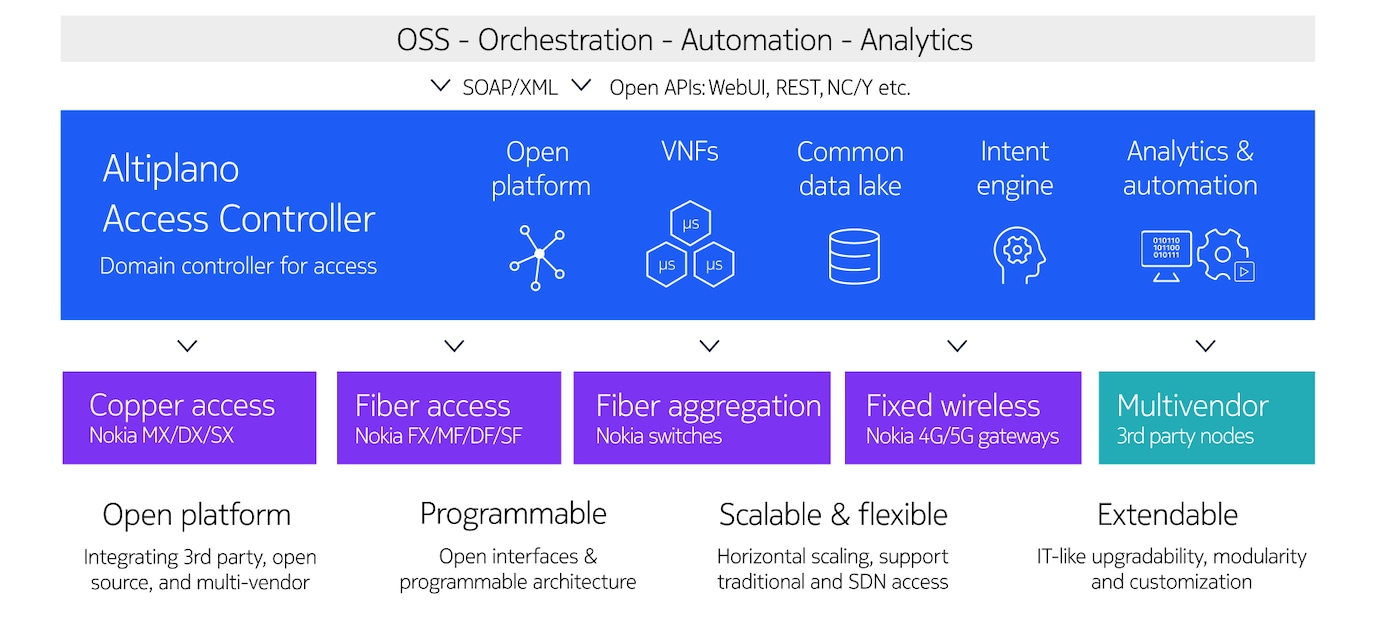 OSS - Orchestration - Automation - Analytics
SOAP/XML Open APIs: WebUI, REST, NC/Y etc.
Altiplano
Access Controller
Domain controller for access
Open
platform
VNFs
µs
µs
µs
Common
data lake
Intent
engine
Analytics &
automation
010110
101100
010111
Copper access
Nokia MX/DX/SX
Fiber access
Nokia FX/MF/DF/SF
Fiber aggregation
Nokia switches
Fixed wireless
Nokia 4G/5G gateways
Multivendor
3rd party nodes
Open platform
Integrating 3rd party, open
source, and multi-vendor
Programmable
Open interfaces &
programmable architecture
Scalable & flexible
Horizontal scaling, support
traditional and SDN access
Extendable
IT-like upgradability, modularity
and customization